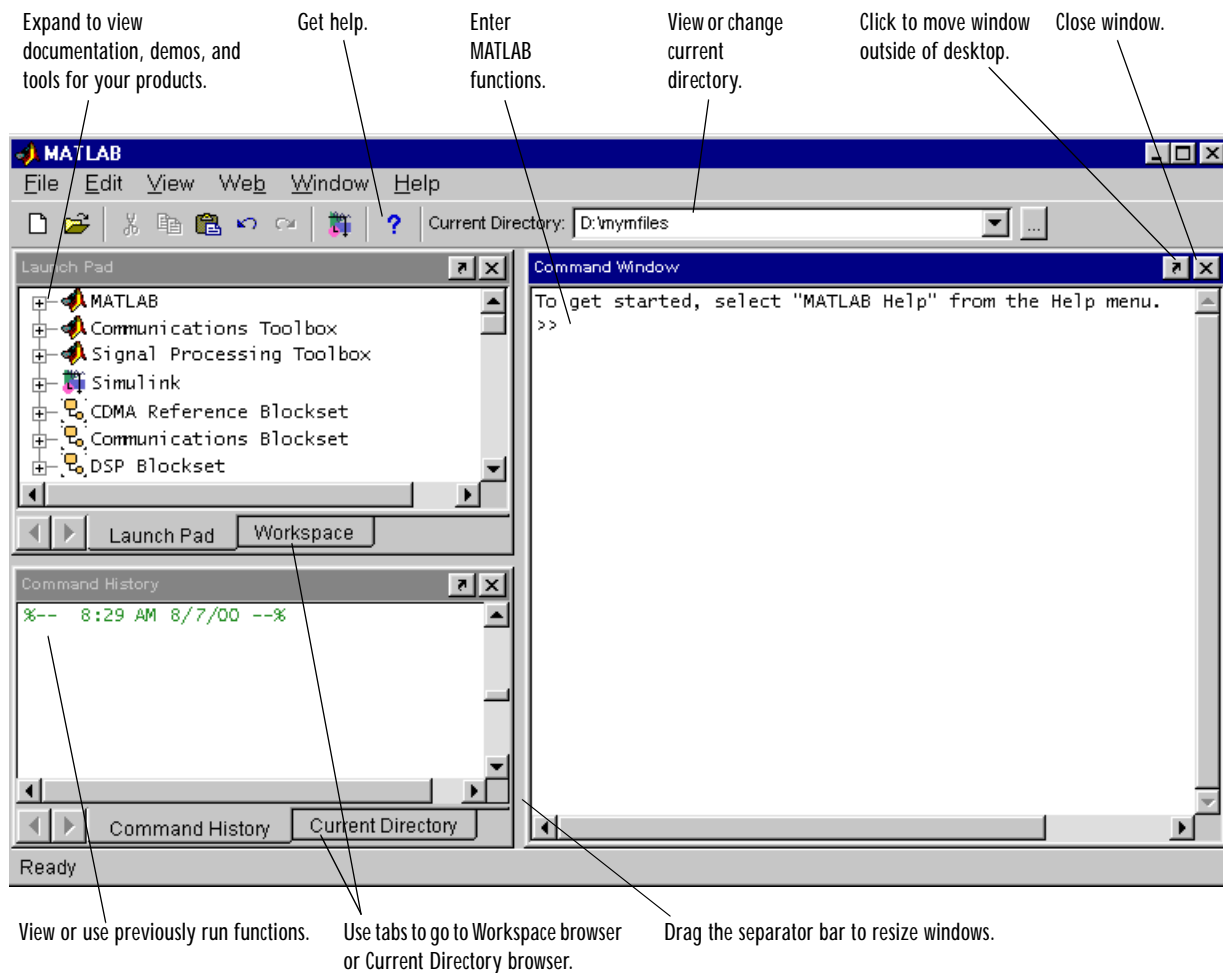 Expand to view
documentation, demos, and
tools for your products.
Get help.
Enter
MATLAB
functions.
View or change
current
directory.
Click to move window
outside of desktop.
Close window.
MATLAB
File Edit View Web Window Help
? Current Directory: D:\mymfiles ...
Launch Pad
MATLAB
Communications Toolbox
Signal Processing Toolbox
Simulink
CDMA Reference Blockset
Communications Blockset
DSP Blockset
Launch Pad Workspace
Command Window
To get started, select "MATLAB Help" from the Help menu.
>>
Command History
%-- 8:29 AM 8/7/00 --%
Command History Current Directory
Ready
View or use previously run functions.
Use tabs to go to Workspace browser
or Current Directory browser.
Drag the separator bar to resize windows.